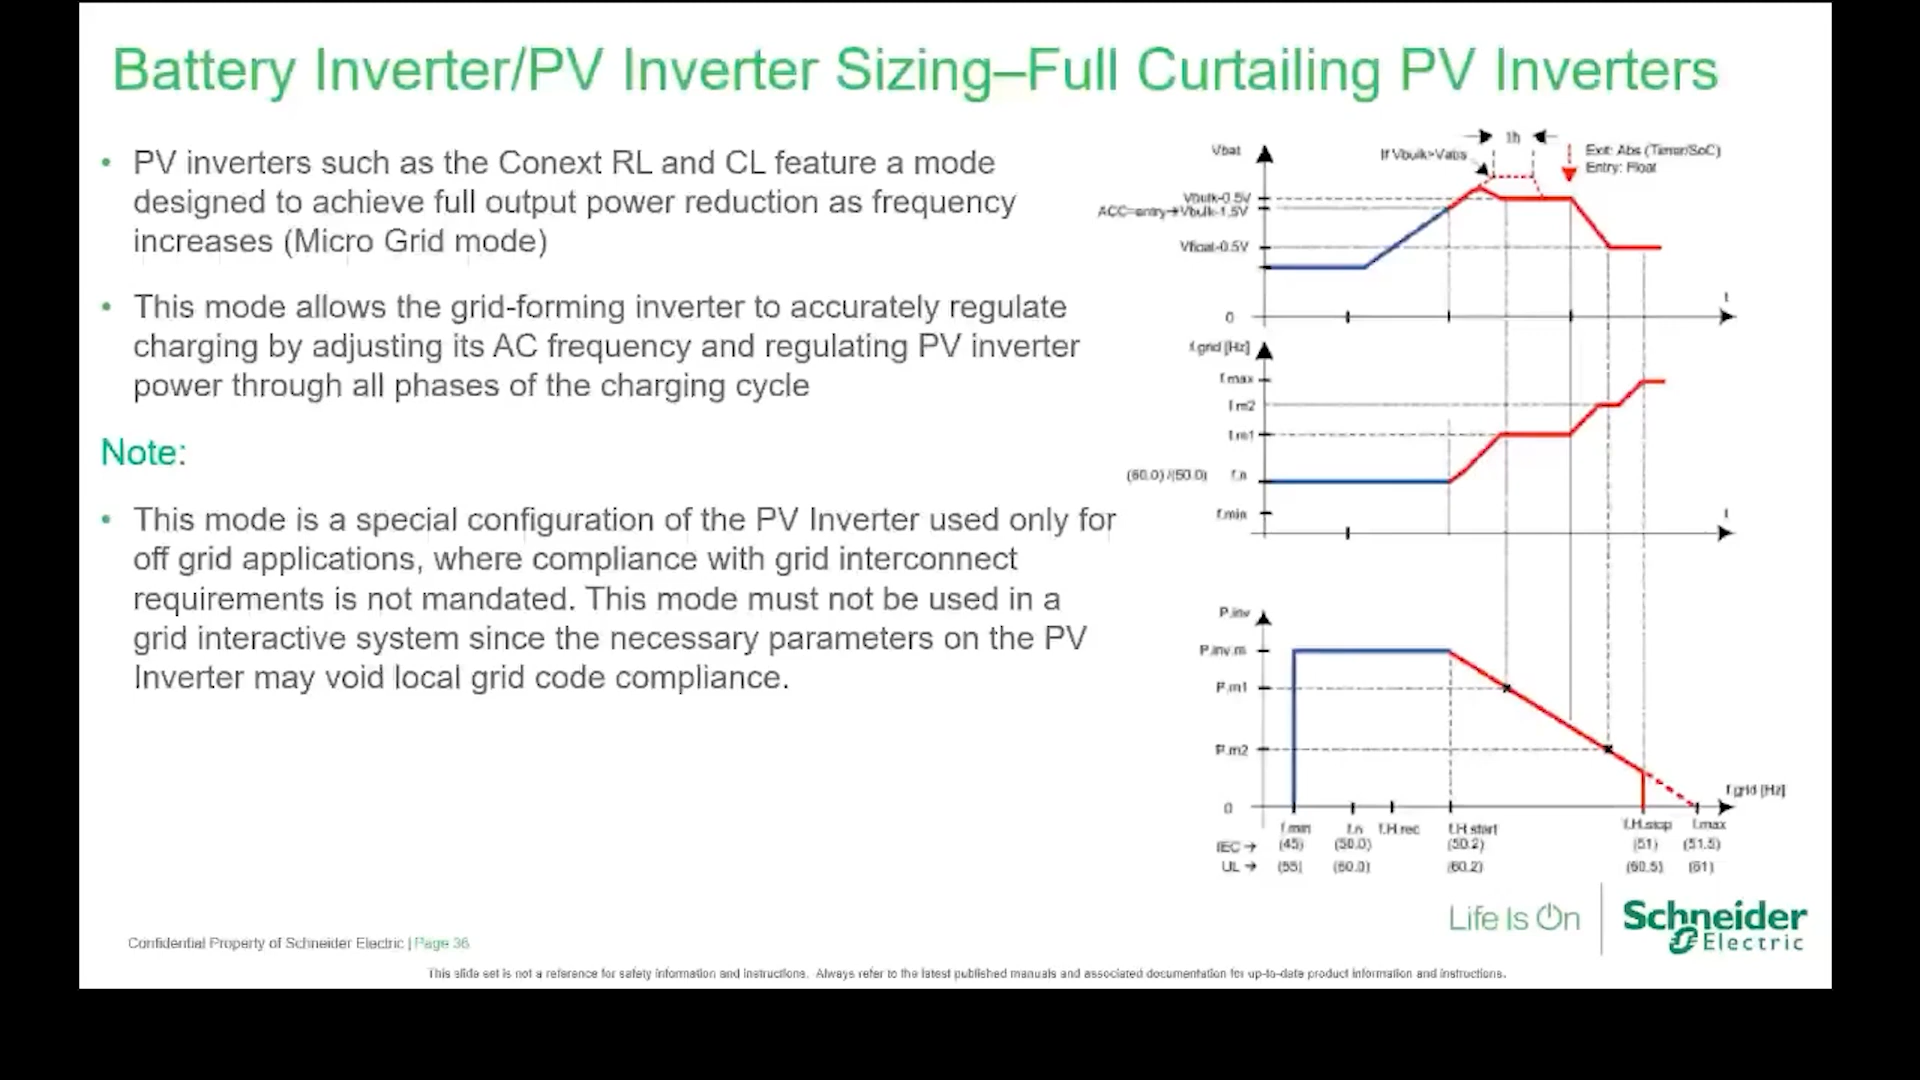 Battery Inverter/PV Inverter Sizing–Full Curtailing PV Inverters
• PV inverters such as the Conext RL and CL feature a mode
designed to achieve full output power reduction as frequency
increases (Micro Grid mode)
• This mode allows the grid-forming inverter to accurately regulate
charging by adjusting its AC frequency and regulating PV inverter
power through all phases of the charging cycle
Note:
• This mode is a special configuration of the PV Inverter used only for
off grid applications, where compliance with grid interconnect
requirements is not mandated. This mode must not be used in a
grid interactive system since the necessary parameters on the PV
Inverter may void local grid code compliance.
1h
Vbat
If Vbulk>Vabs
Exit: Abs (Timer/SoC)
Entry: Float
Vbulk-0.5V
ACC=entry→Vbulk-1.5V
Vfloat-0.5V
t
0
f.grid [Hz]
f.max
f.m2
f.m1
(60.0)/(50.0) f.n
f.min
t
P.inv
P.inv.m
P.m1
P.m2
0
f.grid [Hz]
f.min f.n f.H.rec f.H.start f.H.stop f.max
IEC → (45) (50.0) (50.2) (51) (51.5)
UL → (55) (60.0) (60.2) (60.5) (61)
Life Is On
Schneider
Electric
Confidential Property of Schneider Electric | Page 36
This slide set is not a reference for safety information and instructions. Always refer to the latest published manuals and associated documentation for up-to-date product information and instructions.